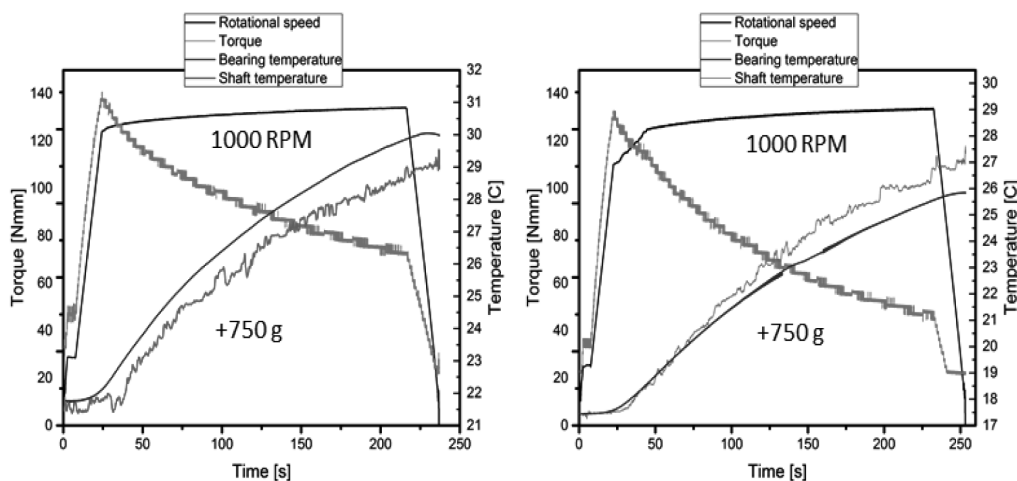 Rotational speed
Torque
Bearing temperature
Shaft temperature
140
120
100
80
60
40
20
0
Torque [Nmm]
32
31
30
29
28
27
26
25
24
23
22
21
Temperature [C]
1000 RPM
+750 g
0 50 100 150 200 250
Time [s]
Rotational speed
Torque
Bearing temperature
Shaft temperature
140
120
100
80
60
40
20
0
Torque [Nmm]
30
29
28
27
26
25
24
23
22
21
20
19
18
17
Temperature [C]
1000 RPM
+750 g
0 50 100 150 200 250
Time [s]